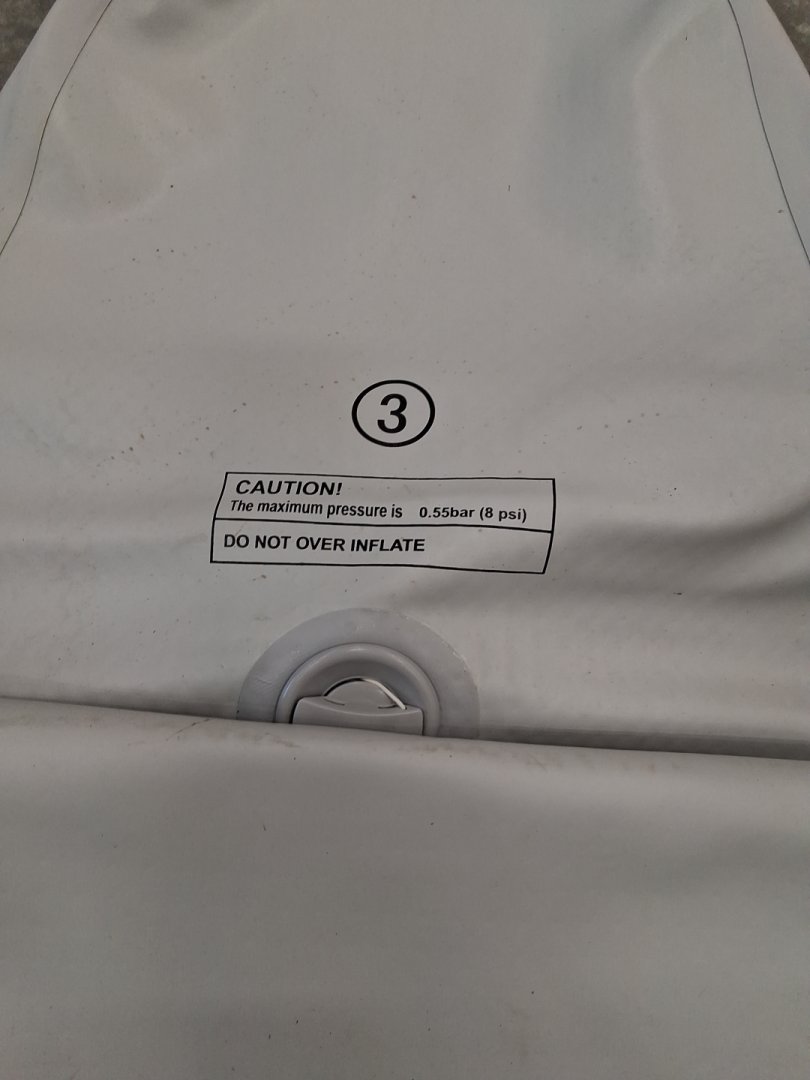 3
CAUTION!
The maximum pressure is 0.55bar (8 psi)
DO NOT OVER INFLATE